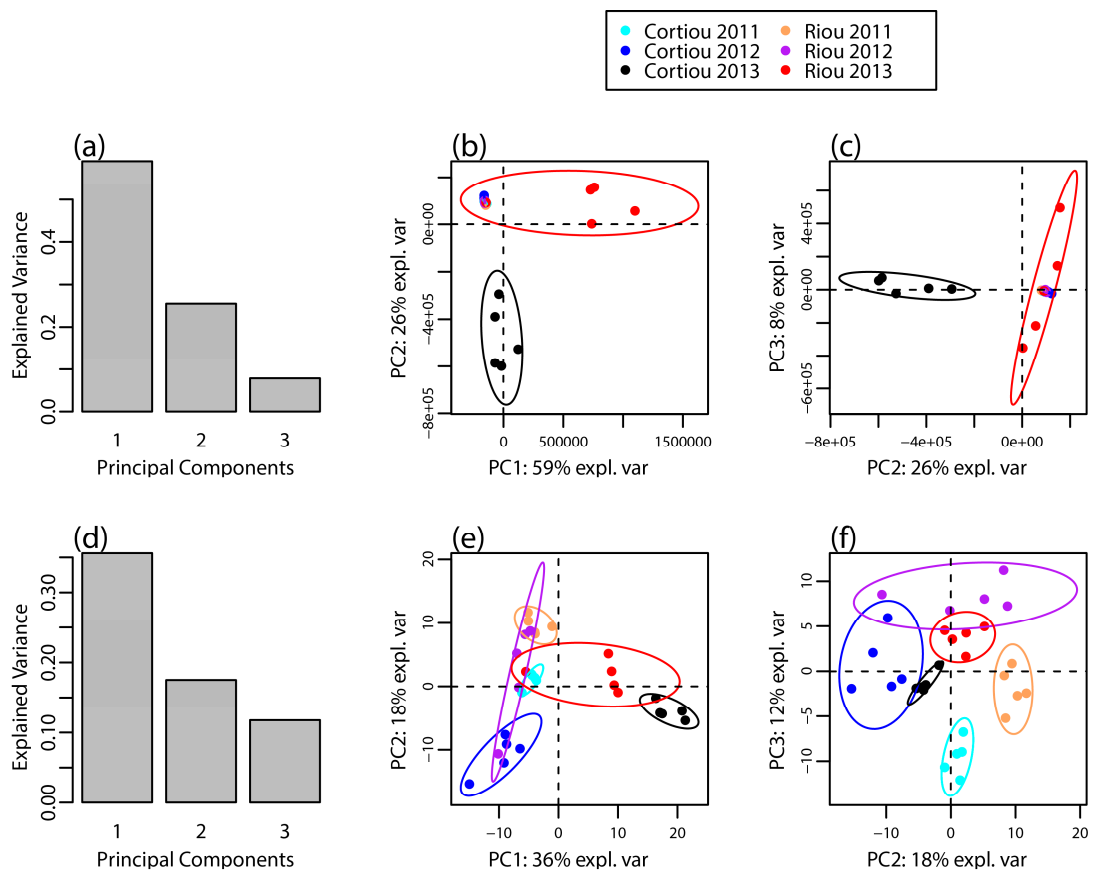 Cortiou 2011 Riou 2011
Cortiou 2012 Riou 2012
Cortiou 2013 Riou 2013
(a)
Explained Variance
0.0 0.2 0.4
1 2 3
Principal Components
(b)
PC2: 26% expl. var
−8e+05 −4e+05 0e+00
0 500000 1500000
PC1: 59% expl. var
(c)
PC3: 8% expl. var
−6e+05 0e+00 4e+05
−8e+05 −4e+05 0e+00
PC2: 26% expl. var
(d)
Explained Variance
0.00 0.10 0.20 0.30
1 2 3
Principal Components
(e)
PC2: 18% expl. var
−10 0 10 20
−10 0 10 20
PC1: 36% expl. var
(f)
PC3: 12% expl. var
−10 −5 0 5 10
−10 0 10 20
PC2: 18% expl. var